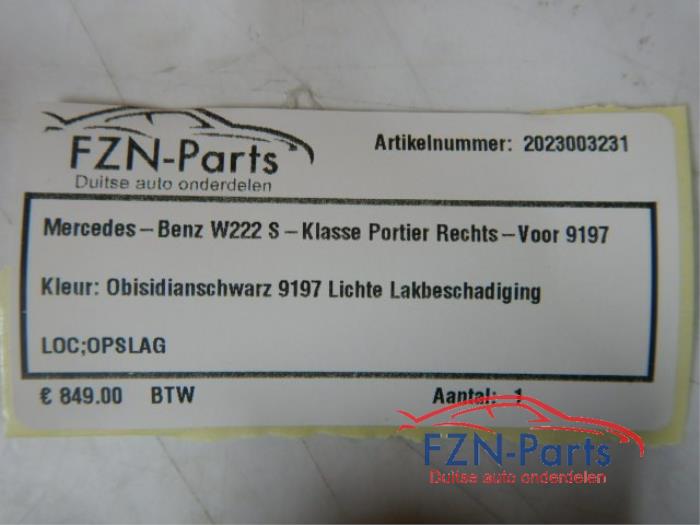 FZN-Parts
Duitse auto onderdelen
Artikelnummer: 2023003231
Mercedes-Benz W222 S-Klasse Portier Rechts-Voor 9197
Kleur: Obisidianschwarz 9197 Lichte Lakbeschadiging
LOC;OPSLAG
€ 849.00 BTW Aantal: 1
FZN-Parts
Duitse auto onderdelen